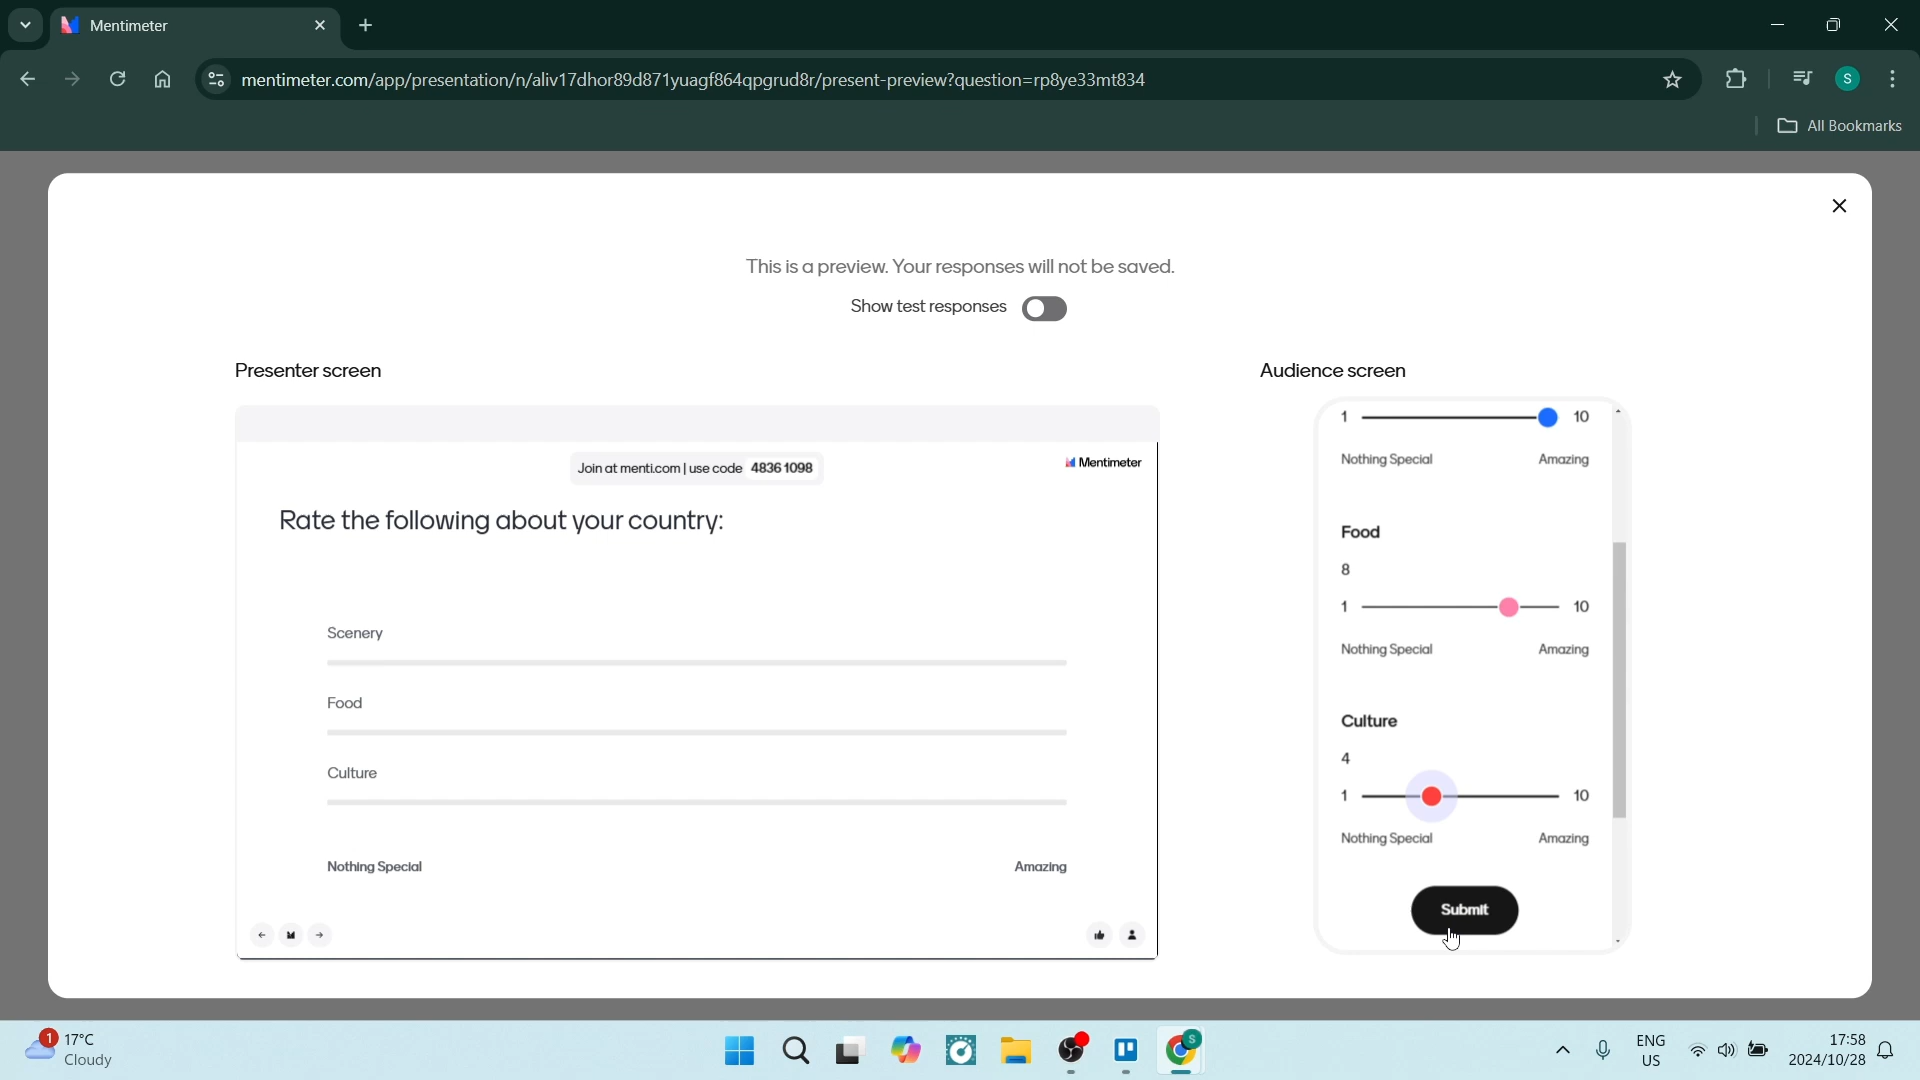 Mentimeter
mentimeter.com/app/presentation/n/aliv17dhor89d871yuagf864qpgrud8r/present-preview?question=rp8ye33mt834
S
All Bookmarks
This is a preview. Your responses will not be saved.
Show test responses
Presenter screen
Join at menti.com | use code 4836 1098
Mentimeter
Rate the following about your country:
Scenery
Food
Culture
Nothing Special Amazing
Audience screen
1 10
Nothing Special Amazing
Food
8
1 10
Nothing Special Amazing
Culture
4
1 10
Nothing Special Amazing
Submit
1
17°C
Cloudy
S
ENG
US
17:58
2024/10/28